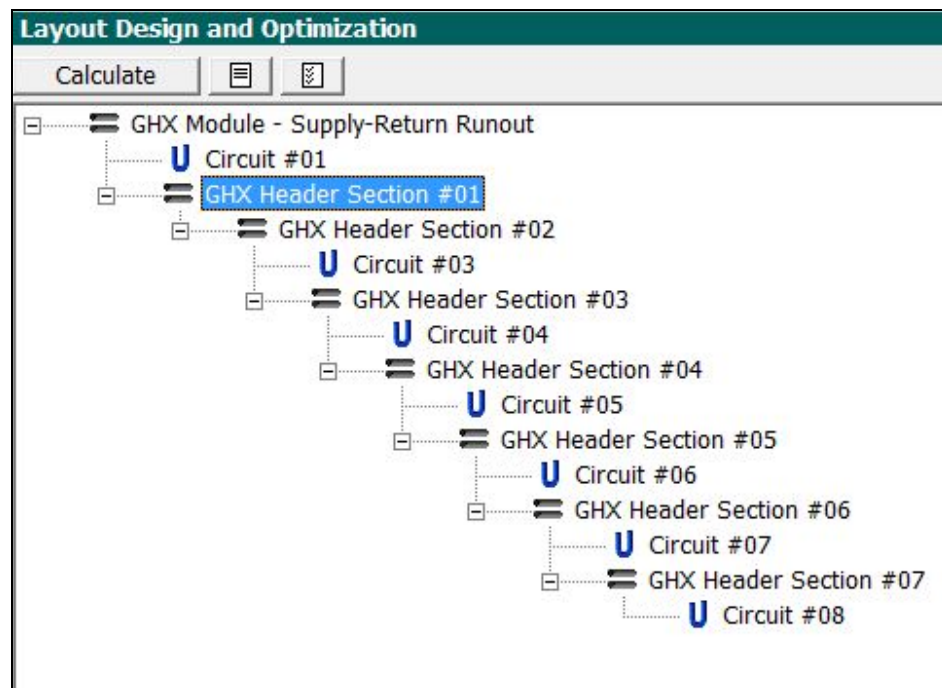 Layout Design and Optimization
Calculate
GHX Module - Supply-Return Runout
Circuit #01
GHX Header Section #01
GHX Header Section #02
Circuit #03
GHX Header Section #03
Circuit #04
GHX Header Section #04
Circuit #05
GHX Header Section #05
Circuit #06
GHX Header Section #06
Circuit #07
GHX Header Section #07
Circuit #08